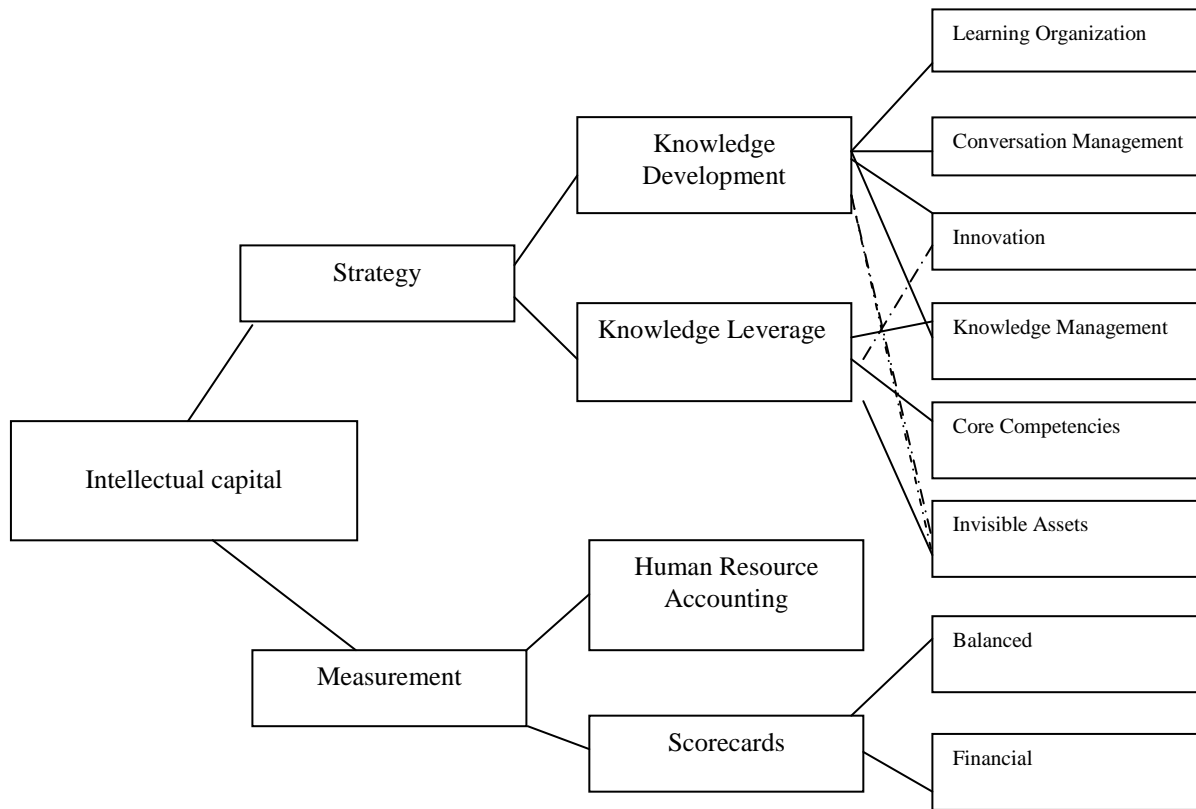 Learning Organization
Knowledge
Development
Conversation Management
Innovation
Strategy
Knowledge Leverage
Knowledge Management
Core Competencies
Intellectual capital
Invisible Assets
Human Resource
Accounting
Balanced
Measurement
Scorecards
Financial